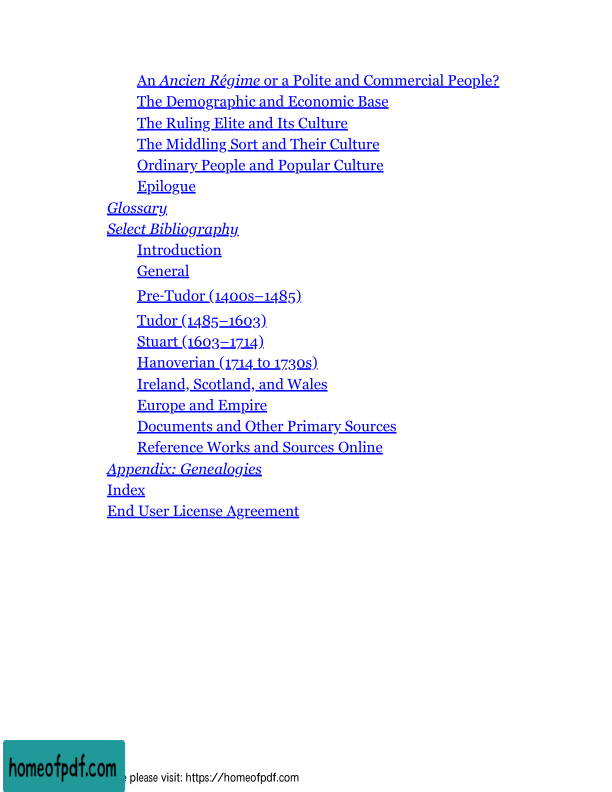 An Ancien Régime or a Polite and Commercial People?
The Demographic and Economic Base
The Ruling Elite and Its Culture
The Middling Sort and Their Culture
Ordinary People and Popular Culture
Epilogue
Glossary
Select Bibliography
Introduction
General
Pre-Tudor (1400s–1485)
Tudor (1485–1603)
Stuart (1603–1714)
Hanoverian (1714 to 1730s)
Ireland, Scotland, and Wales
Europe and Empire
Documents and Other Primary Sources
Reference Works and Sources Online
Appendix: Genealogies
Index
End User License Agreement
homeofpdf.com
please visit: https://homeofpdf.com